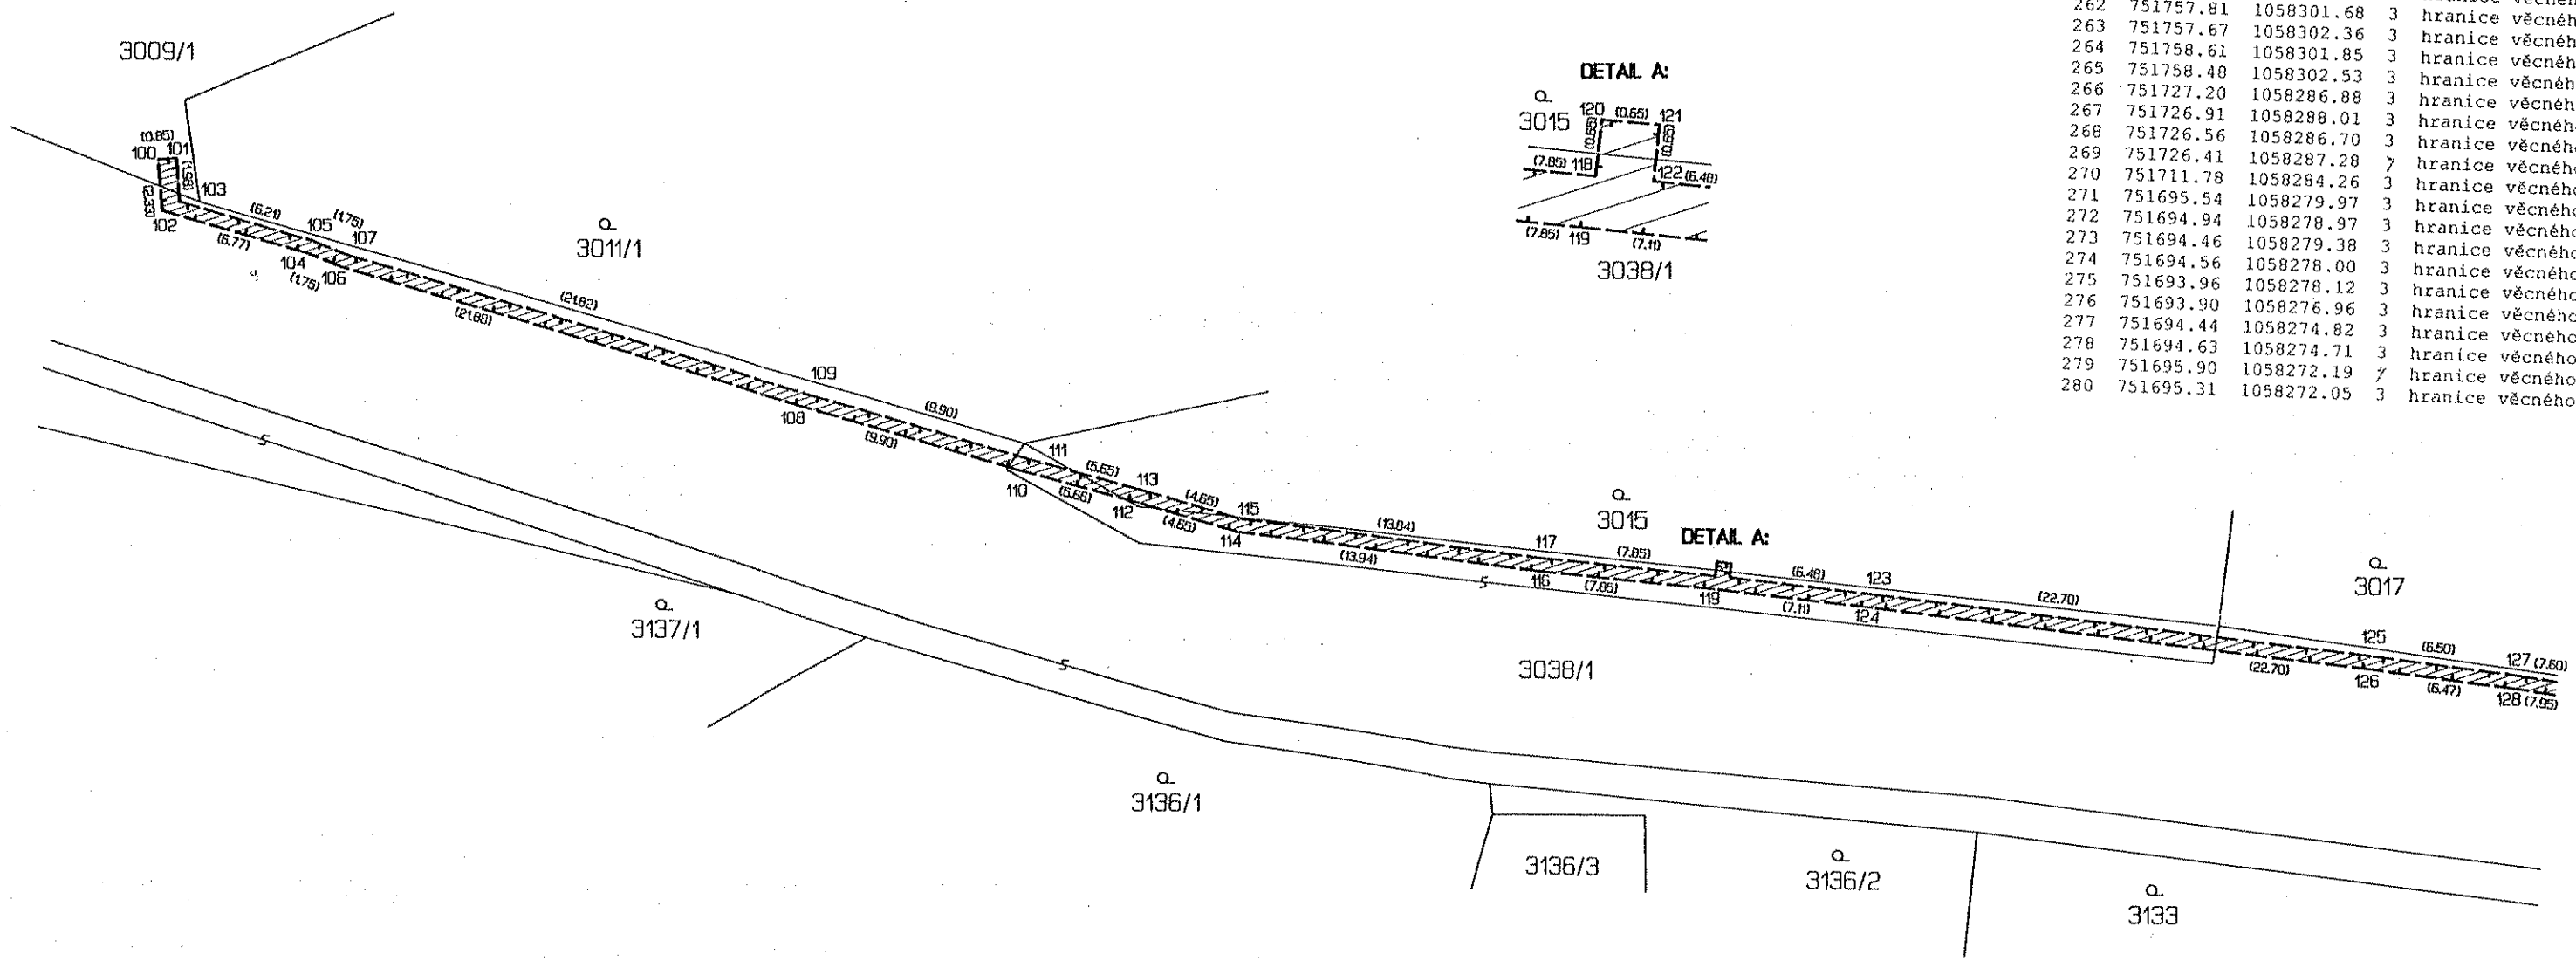 262 751757.81 1058301.68 3 hranice věcného
263 751757.67 1058302.36 3 hranice věcného
264 751758.61 1058301.85 3 hranice věcného
265 751758.48 1058302.53 3 hranice věcného
266 751727.20 1058286.88 3 hranice věcného
267 751726.91 1058288.01 3 hranice věcného
268 751726.56 1058286.70 3 hranice věcného
269 751726.41 1058287.28 hranice věcného
270 751711.78 1058284.26 3 hranice věcného
271 751695.54 1058279.97 3 hranice věcného
272 751694.94 1058278.97 3 hranice věcného
273 751694.46 1058279.38 3 hranice věcného
274 751694.56 1058278.00 3 hranice věcného
275 751693.96 1058278.12 3 hranice věcného
276 751693.90 1058276.96 3 hranice věcného
277 751694.44 1058274.82 3 hranice věcného
278 751694.63 1058274.71 3 hranice věcného
279 751695.90 1058272.19 hranice věcného
280 751695.31 1058272.05 3 hranice věcného
3009/1
DETAIL A:
3015
120 (0.65) 121
(0.66)
(0.69)
(7.85) 118
122 (6.48)
(7.85) 119 (7.11)
3038/1
(0.85)
100 101
(1.98)
(2.33)
103
102
(6.21)
(6.77)
105 (1.75)
107
104
106
(1.75)
3011/1
(21.82)
(21.88)
109
108
(9.90)
(9.90)
111
110
(5.65)
(5.66)
113
112
(4.65)
(4.65)
115
114
(13.84)
(13.94)
3015
DETAIL A:
117
116
(7.85)
(7.85)
119
(6.48)
(7.11)
123
124
(22.70)
(22.70)
3017
125
126
(6.50)
(6.47)
127 (7.60)
128 (7.95)
3137/1
3038/1
3136/1
3136/3
3136/2
3133